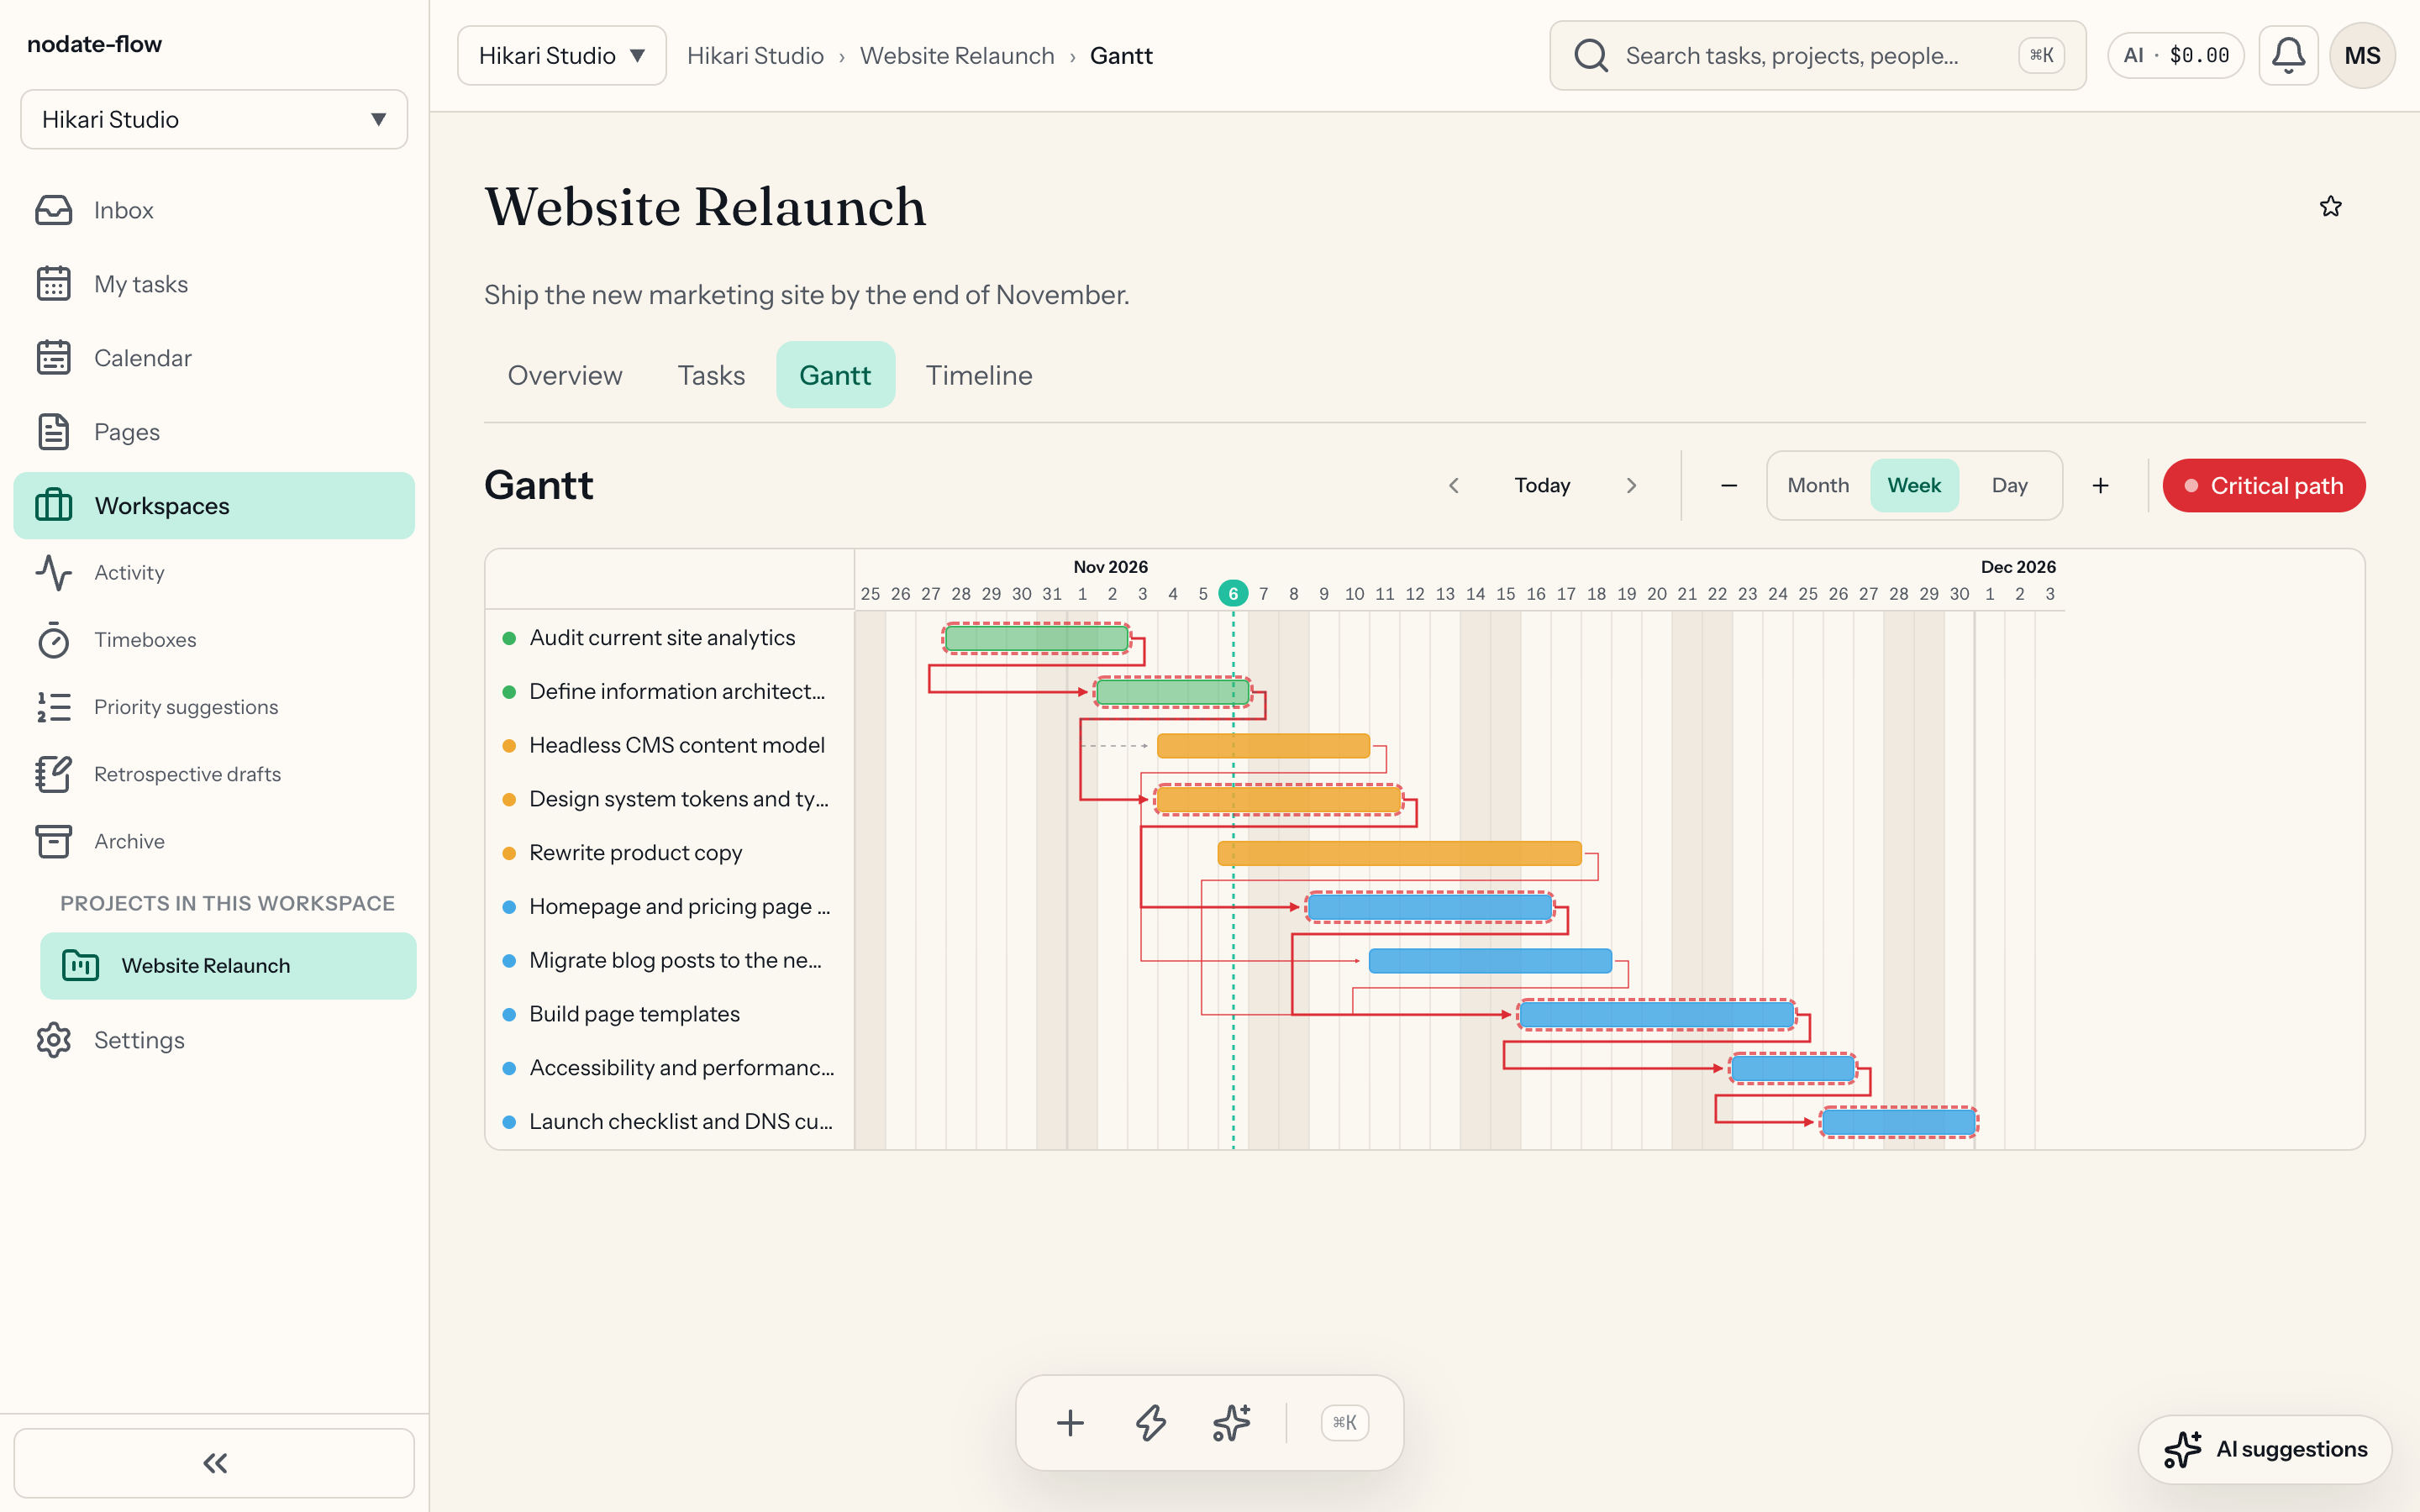 nodate-flow
Hikari Studio ▼
Inbox
My tasks
Calendar
Pages
Workspaces
Activity
Timeboxes
Priority suggestions
Retrospective drafts
Archive
PROJECTS IN THIS WORKSPACE
Website Relaunch
Settings
Hikari Studio ▼
Hikari Studio › Website Relaunch › Gantt
Search tasks, projects, people... ⌘K
AI · $0.00
MS
Website Relaunch
Ship the new marketing site by the end of November.
Overview Tasks Gantt Timeline
Gantt
Today
Month Week Day
Critical path
Nov 2026 Dec 2026
25 26 27 28 29 30 31 1 2 3 4 5 6 7 8 9 10 11 12 13 14 15 16 17 18 19 20 21 22 23 24 25 26 27 28 29 30 1 2 3
Audit current site analytics
Define information architect...
Headless CMS content model
Design system tokens and ty...
Rewrite product copy
Homepage and pricing page ...
Migrate blog posts to the ne...
Build page templates
Accessibility and performanc...
Launch checklist and DNS cu...
⌘K
AI suggestions